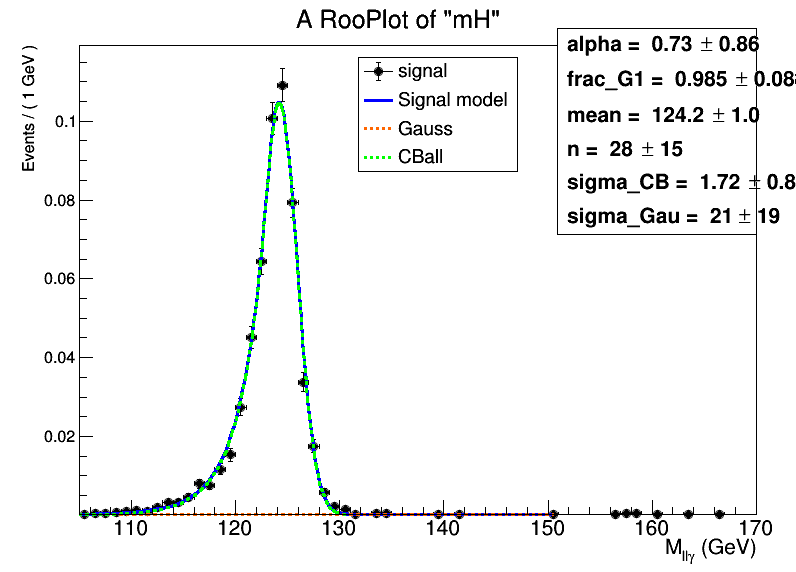 A RooPlot of "mH"
Events / ( 1 GeV )
signal
Signal model
Gauss
CBall
alpha = 0.73 ± 0.86
frac_G1 = 0.985 ± 0.088
mean = 124.2 ± 1.0
n = 28 ± 15
sigma_CB = 1.72 ± 0.8
sigma_Gau = 21 ± 19
0.1
0.08
0.06
0.04
0.02
110 120 130 140 150 160 170
M_llγ (GeV)